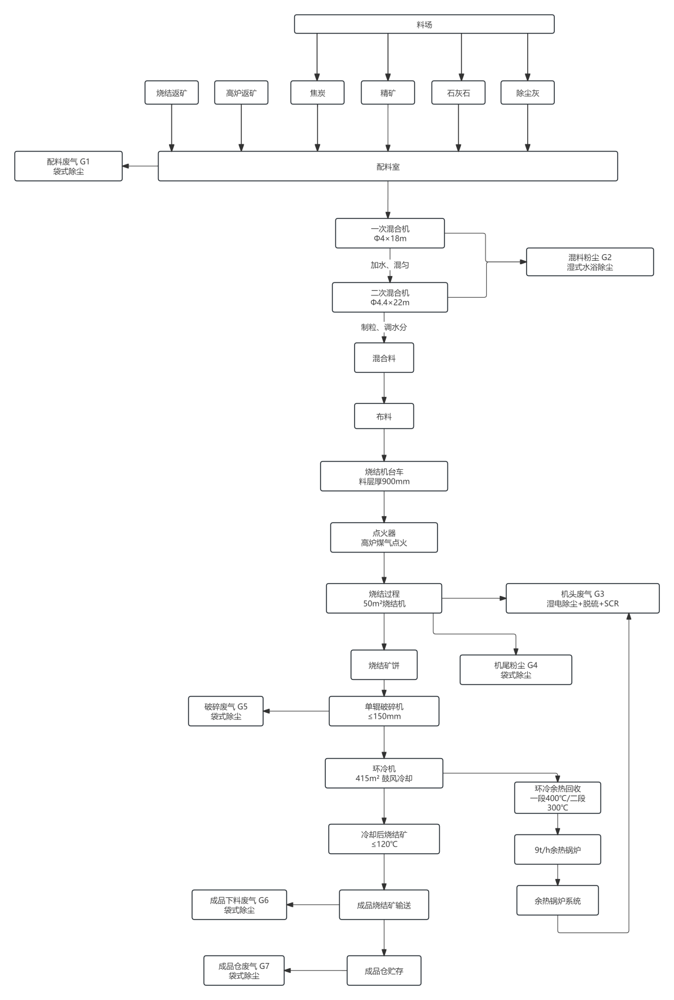 料场
烧结返矿
高炉返矿
焦炭
精矿
石灰石
除尘灰
配料废气 G1
袋式除尘
配料室
一次混合机
Φ4×18m
混料粉尘 G2
湿式水浴除尘
加水、混匀
二次混合机
Φ4.4×22m
制粒、调水分
混合料
布料
烧结机台车
料层厚900mm
点火器
高炉煤气点火
烧结过程
50m²烧结机
机头废气 G3
湿电除尘+脱硫+SCR
烧结矿饼
机尾粉尘 G4
袋式除尘
破碎废气 G5
袋式除尘
单辊破碎机
≤150mm
环冷机
415m² 鼓风冷却
环冷余热回收
一段400℃/二段
300℃
冷却后烧结矿
≤120℃
9t/h余热锅炉
成品下料废气 G6
袋式除尘
成品烧结矿输送
余热锅炉系统
成品仓废气 G7
袋式除尘
成品仓贮存